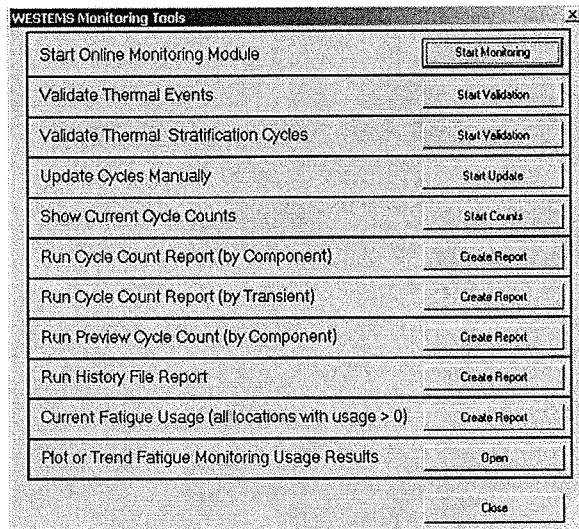 WESTEMS Monitoring Tools X
Start Online Monitoring Module Start Monitoring
Validate Thermal Events Start Validation
Validate Thermal Stratification Cycles Start Validation
Update Cycles Manually Start Update
Show Current Cycle Counts Start Counts
Run Cycle Count Report (by Component) Create Report
Run Cycle Count Report (by Transient) Create Report
Run Preview Cycle Count (by Component) Create Report
Run History File Report Create Report
Current Fatigue Usage (all locations with usage > 0) Create Report
Plot or Trend Fatigue Monitoring Usage Results Open
Close